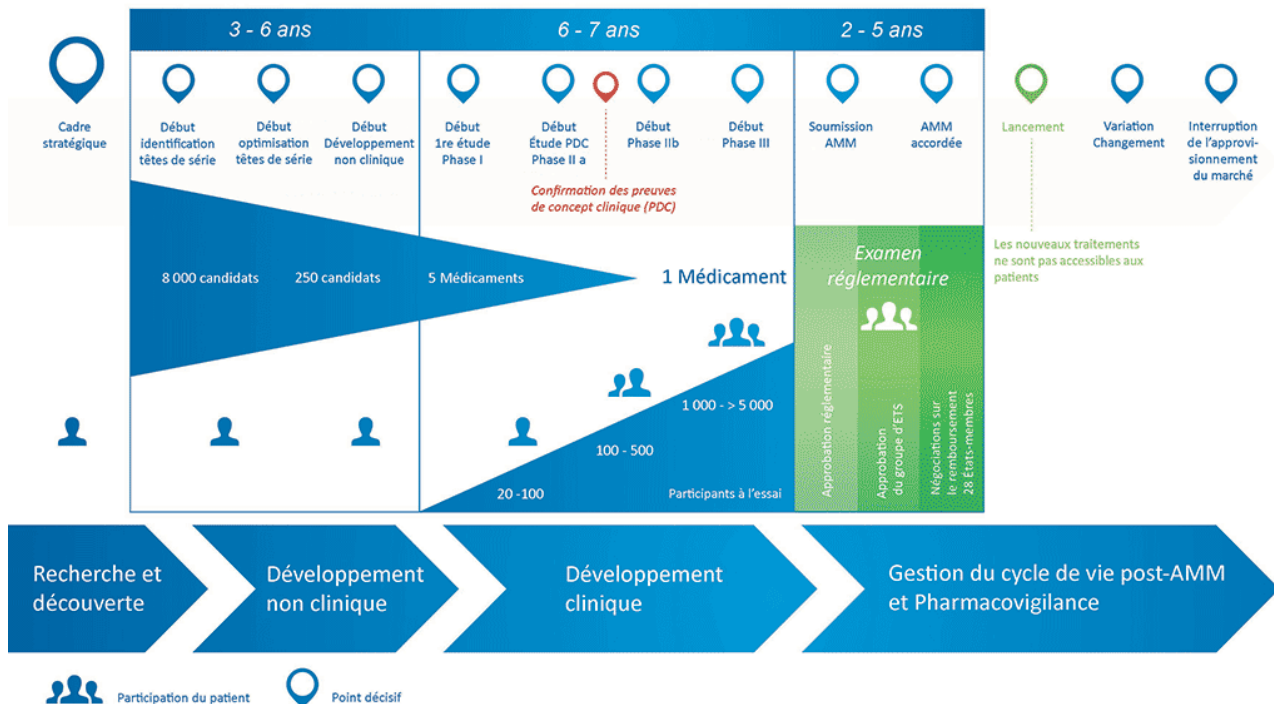 3 - 6 ans
6 - 7 ans
2 - 5 ans
Cadre
stratégique
Début
identification
têtes de série
Début
optimisation
têtes de série
Début
Développement
non clinique
Début
1re étude
Phase I
Début
Étude PDC
Phase II a
Début
Phase IIb
Début
Phase III
Soumission
AMM
AMM
accordée
Lancement
Variation
Changement
Interruption
de l'approvi-
sionnement
du marché
Confirmation des preuves
de concept clinique (PDC)
8 000 candidats
250 candidats
5 Médicaments
1 Médicament
Examen
réglementaire
Les nouveaux traitements
ne sont pas accessibles aux
patients
20 -100
100 - 500
1 000 - > 5 000
Participants à l'essai
Approbation réglementaire
Approbation
du groupe d'ETS
Négociations sur
le remboursement
28 États-membres
Recherche et
découverte
Développement
non clinique
Développement
clinique
Gestion du cycle de vie post-AMM
et Pharmacovigilance
Participation du patient
Point décisif